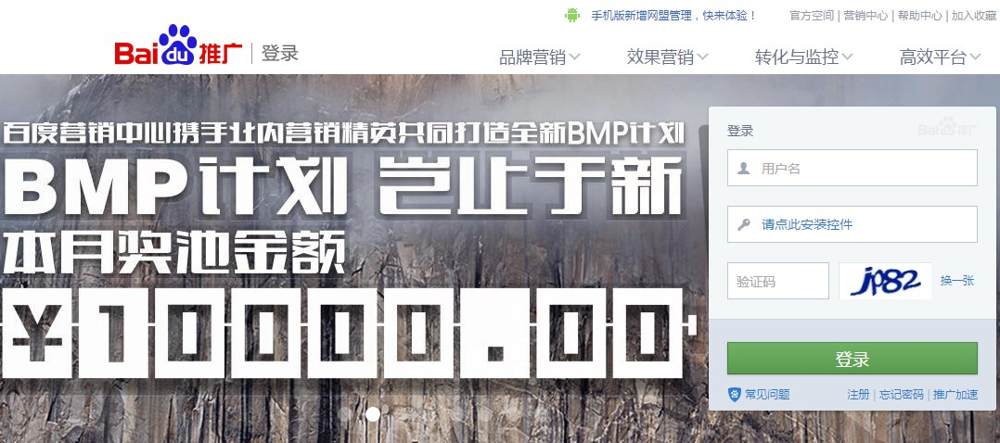 手机版新增网盟管理，快来体验！ 官方空间 | 营销中心 | 帮助中心 | 加入收藏
Bai du 推广 | 登录
品牌营销 效果营销 转化与监控 高效平台
百度营销中心携手业内营销精英共同打造全新BMP计划
BMP计划 岂止于新
本月奖池金额
¥10000.00
登录
Bai du 推广
用户名
请点此安装控件
验证码 jp82 换一张
登录
常见问题 注册 | 忘记密码 | 推广加速